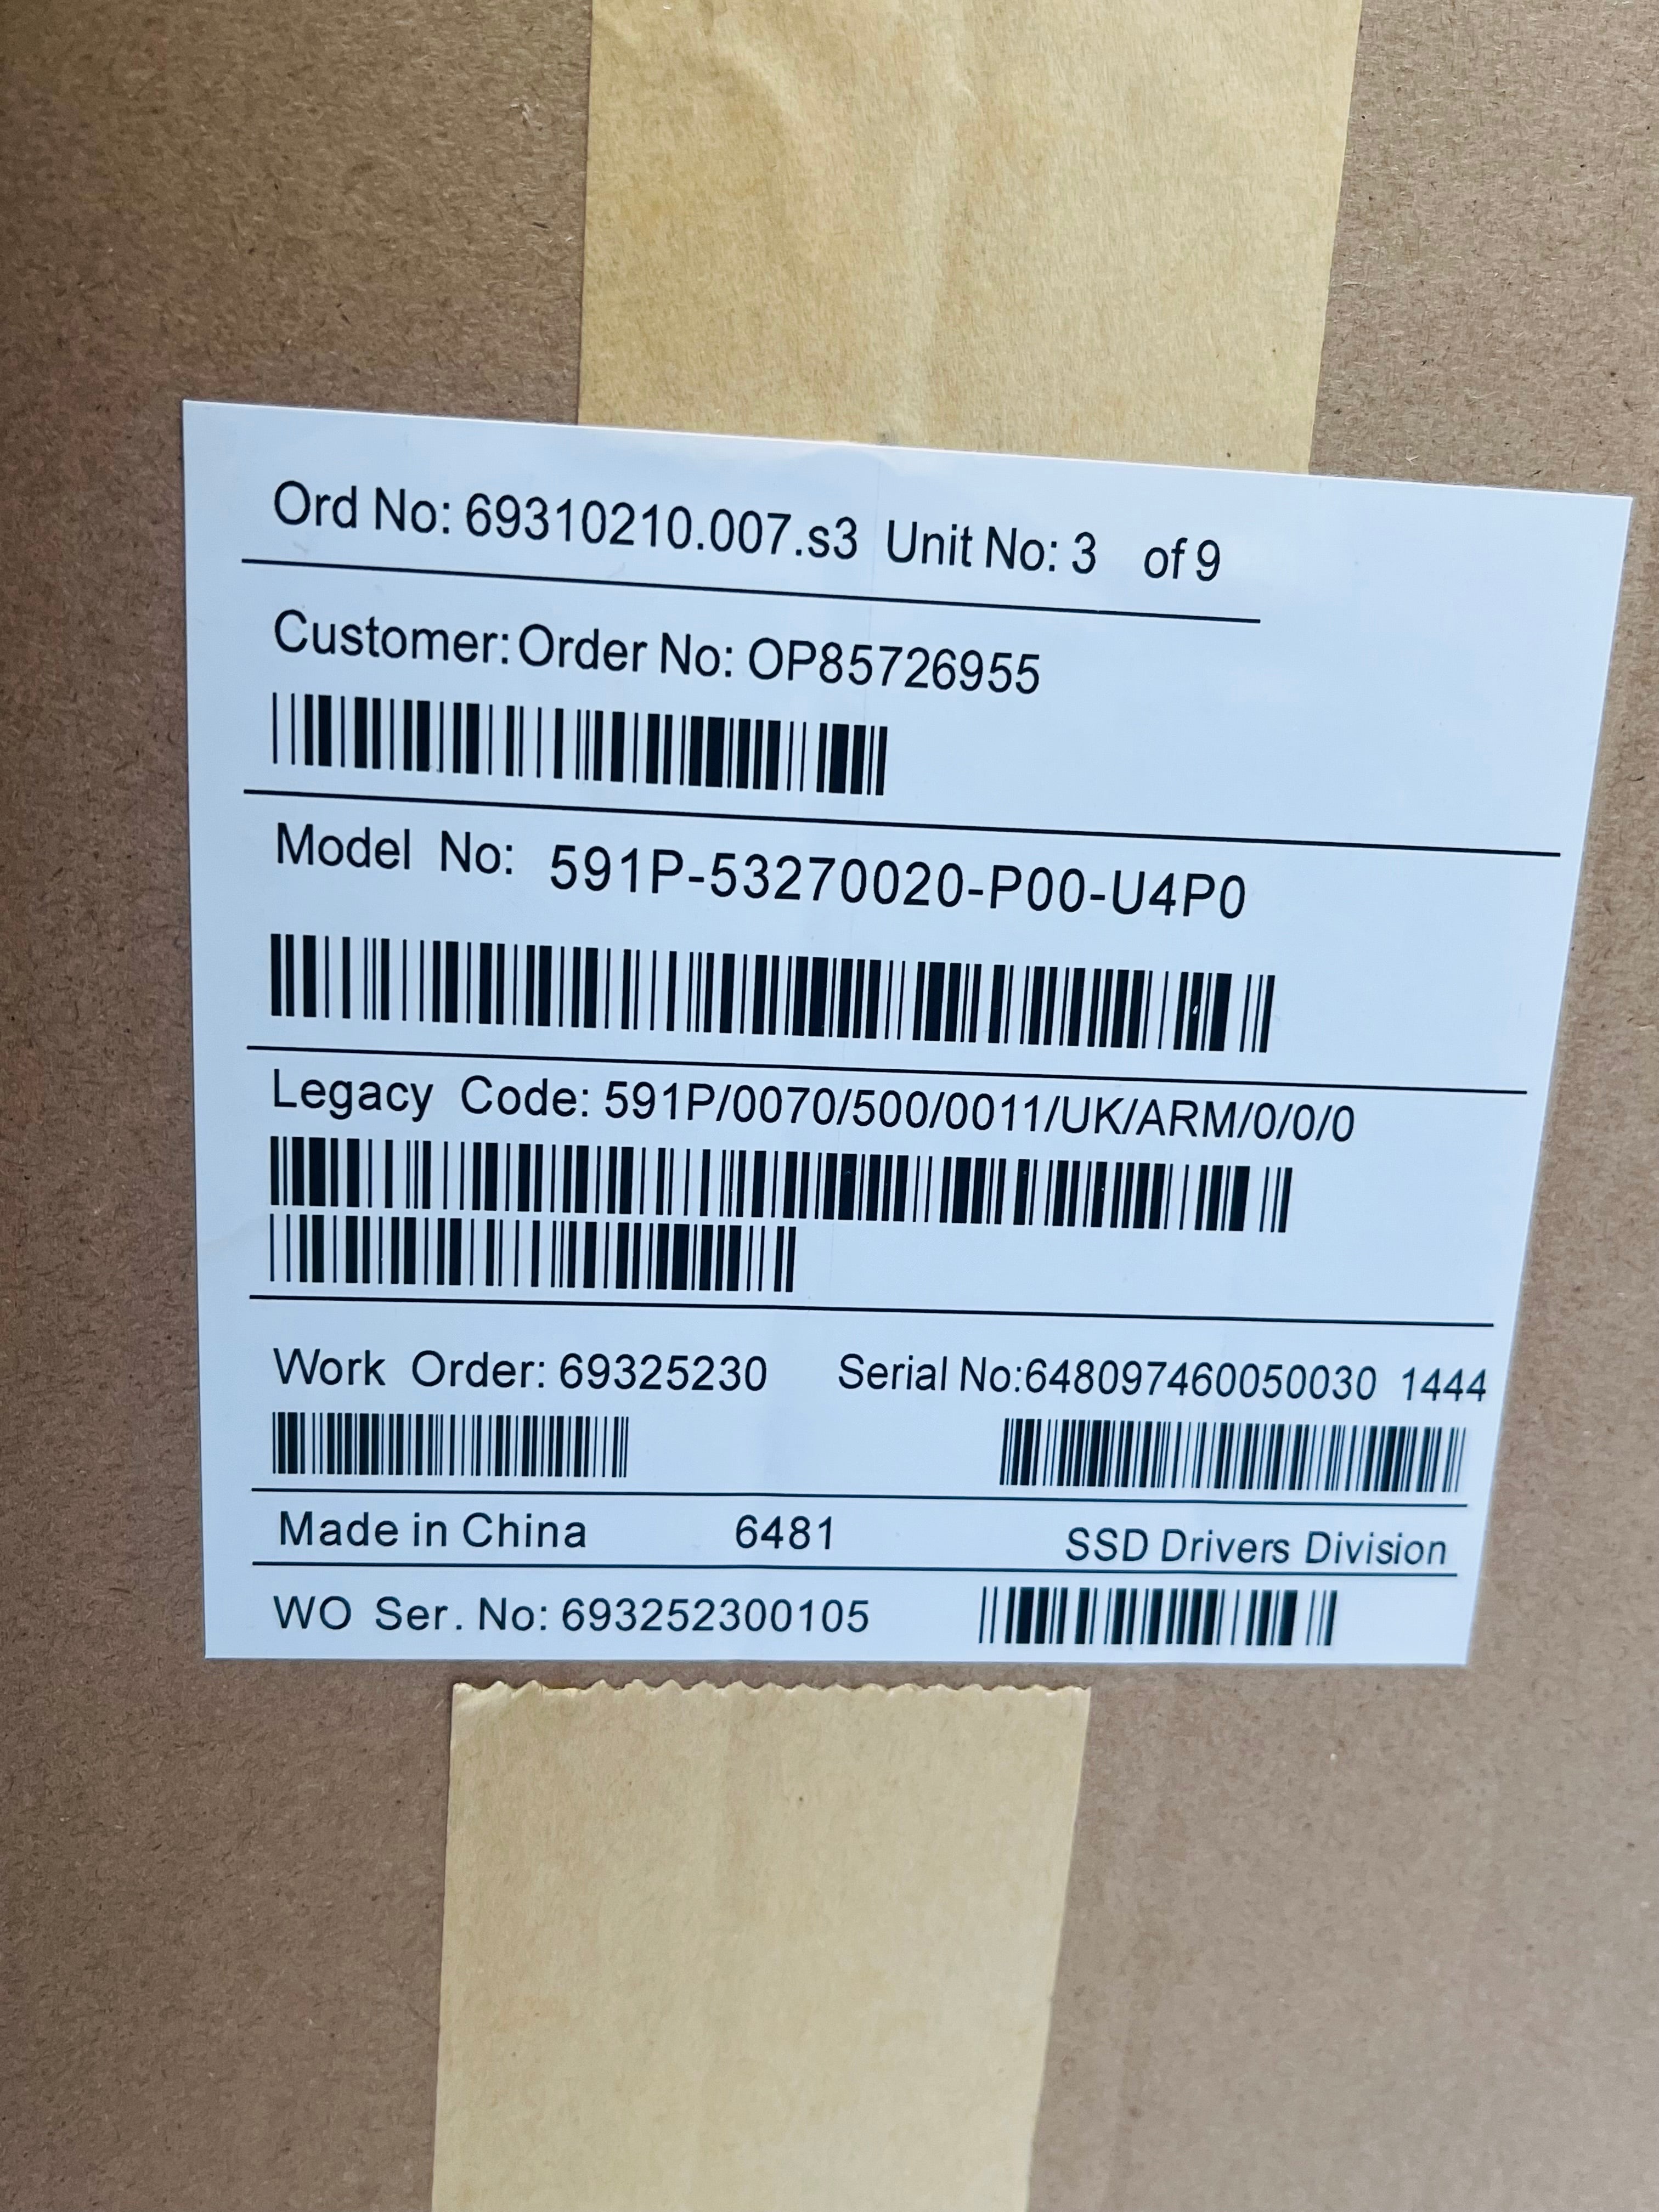 Ord No: 69310210.007.s3 Unit No: 3 of 9
Customer:Order No: OP85726955
Model No: 591P-53270020-P00-U4P0
Legacy Code: 591P/0070/500/0011/UK/ARM/0/0/0
Work Order: 69325230 Serial No:648097460050030 1444
Made in China 6481 SSD Drivers Division
WO Ser. No: 693252300105